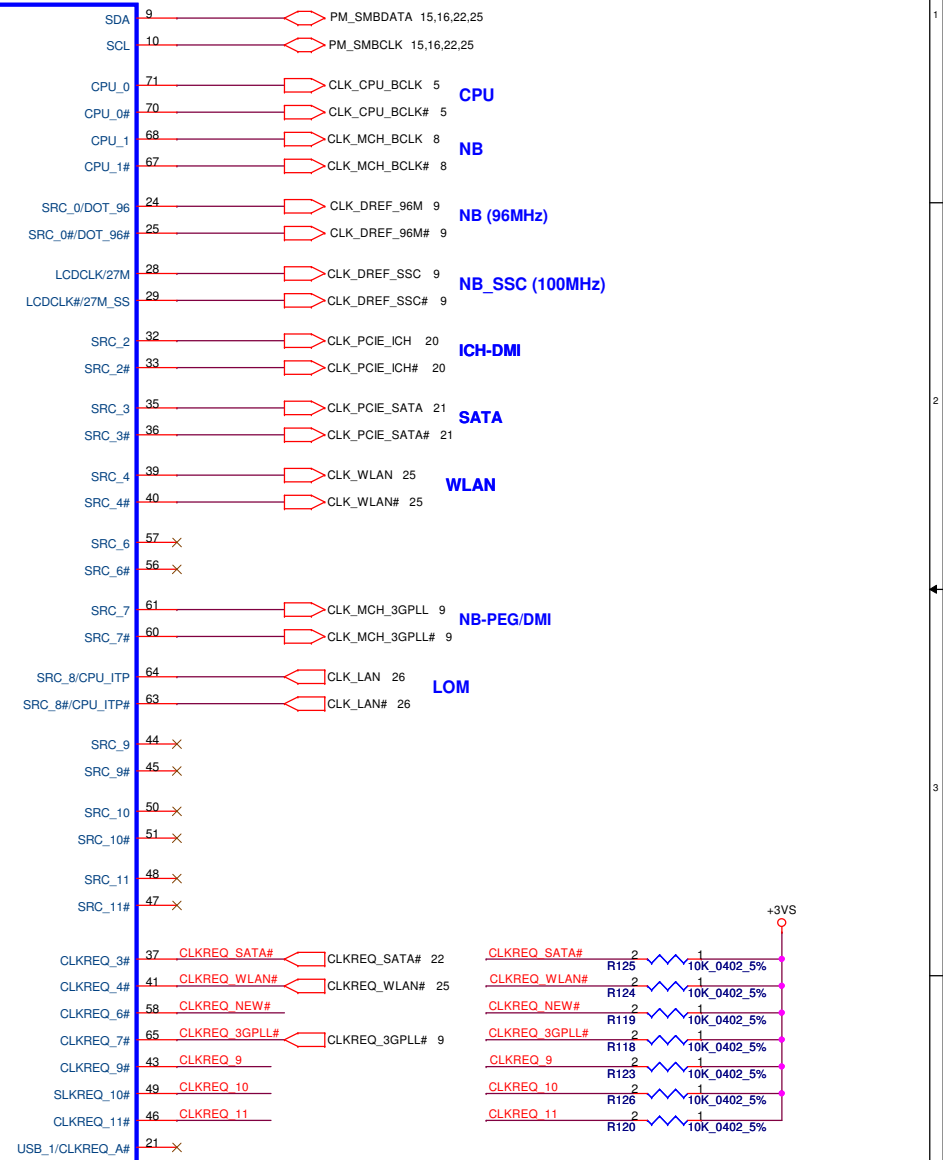 1
SDA 9 PM_SMBDATA 15,16,22,25
SCL 10 PM_SMBCLK 15,16,22,25
CPU_0 71 CLK_CPU_BCLK 5
CPU
CPU_0# 70 CLK_CPU_BCLK# 5
CPU_1 68 CLK_MCH_BCLK 8
NB
CPU_1# 67 CLK_MCH_BCLK# 8
SRC_0/DOT_96 24 CLK_DREF_96M 9
NB (96MHz)
SRC_0#/DOT_96# 25 CLK_DREF_96M# 9
LCDCLK/27M 28 CLK_DREF_SSC 9
NB_SSC (100MHz)
LCDCLK#/27M_SS 29 CLK_DREF_SSC# 9
SRC_2 32 CLK_PCIE_ICH 20
ICH-DMI
SRC_2# 33 CLK_PCIE_ICH# 20
2
SRC_3 35 CLK_PCIE_SATA 21
SATA
SRC_3# 36 CLK_PCIE_SATA# 21
SRC_4 39 CLK_WLAN 25
WLAN
SRC_4# 40 CLK_WLAN# 25
SRC_6 57
SRC_6# 56
SRC_7 61 CLK_MCH_3GPLL 9
NB-PEG/DMI
SRC_7# 60 CLK_MCH_3GPLL# 9
SRC_8/CPU_ITP 64 CLK_LAN 26
LOM
SRC_8#/CPU_ITP# 63 CLK_LAN# 26
SRC_9 44
SRC_9# 45
3
SRC_10 50
SRC_10# 51
SRC_11 48
SRC_11# 47
+3VS
CLKREQ_3# 37 CLKREQ_SATA# CLKREQ_SATA# 22 CLKREQ_SATA# 2 1
R125 10K_0402_5%
CLKREQ_4# 41 CLKREQ_WLAN# CLKREQ_WLAN# 25 CLKREQ_WLAN# 2 1
R124 10K_0402_5%
CLKREQ_6# 58 CLKREQ_NEW# CLKREQ_NEW# 2 1
R119 10K_0402_5%
CLKREQ_7# 65 CLKREQ_3GPLL# CLKREQ_3GPLL# 9 CLKREQ_3GPLL# 2 1
R118 10K_0402_5%
CLKREQ_9# 43 CLKREQ_9 CLKREQ_9 2 1
R123 10K_0402_5%
SLKREQ_10# 49 CLKREQ_10 CLKREQ_10 2 1
R126 10K_0402_5%
CLKREQ_11# 46 CLKREQ_11 CLKREQ_11 2 1
R120 10K_0402_5%
USB_1/CLKREQ_A# 21